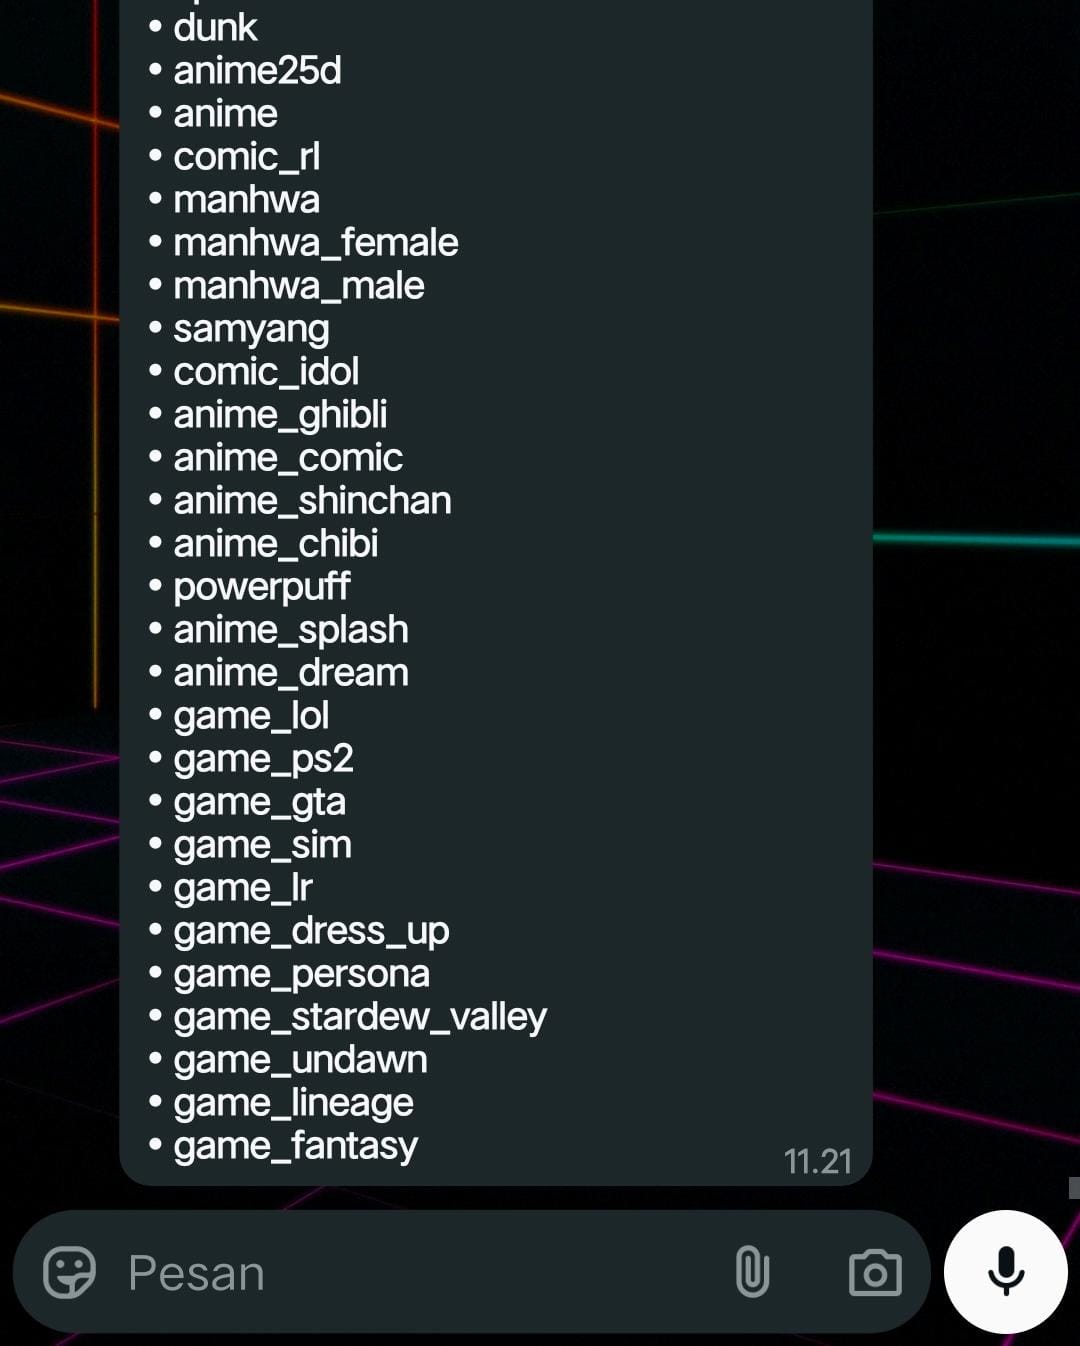 • dunk
• anime25d
• anime
• comic_rl
• manhwa
• manhwa_female
• manhwa_male
• samyang
• comic_idol
• anime_ghibli
• anime_comic
• anime_shinchan
• anime_chibi
• powerpuff
• anime_splash
• anime_dream
• game_lol
• game_ps2
• game_gta
• game_sim
• game_lr
• game_dress_up
• game_persona
• game_stardew_valley
• game_undawn
• game_lineage
• game_fantasy
11.21
Pesan